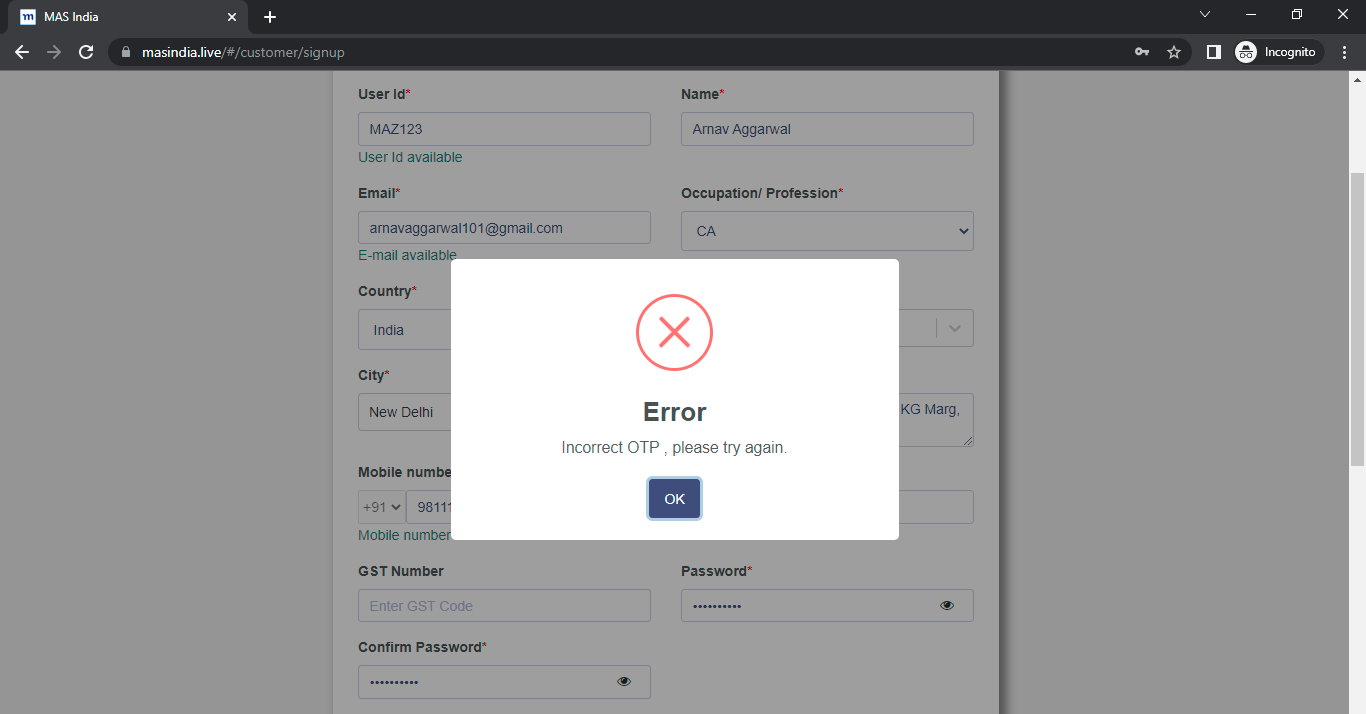 MAS India
masindia.live/#/customer/signup
Incognito
User Id* Name*
MAZ123 Arnav Aggarwal
User Id available
Email* Occupation/ Profession*
arnavaggarwal101@gmail.com CA
E-mail available
Country*
India
City*
New Delhi KG Marg,
Error
Incorrect OTP , please try again.
OK
Mobile numbe
+91 9811
Mobile number
GST Number Password*
Enter GST Code ••••••••••
Confirm Password*
••••••••••